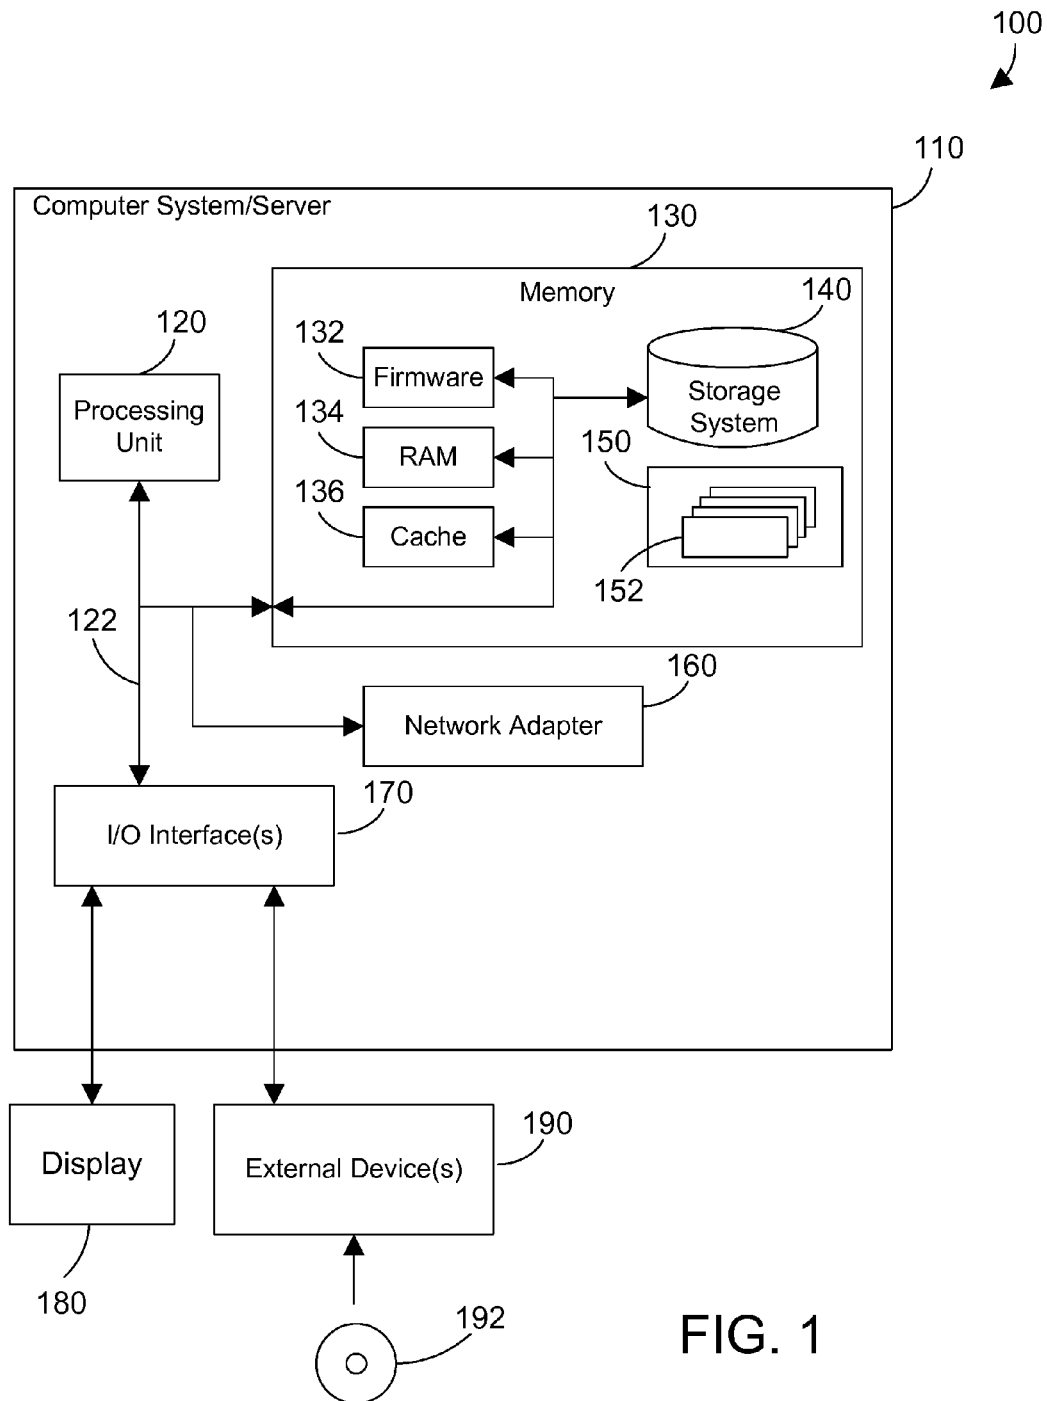 100
110
Computer System/Server
130
Memory
140
120
132
Firmware
Storage
System
Processing
Unit
134
RAM
150
136
Cache
152
122
160
Network Adapter
170
I/O Interface(s)
190
Display
External Device(s)
180
192
FIG. 1